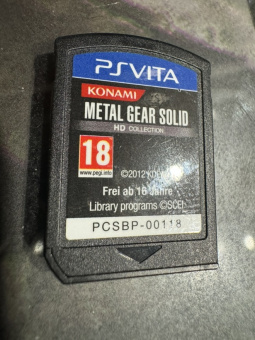 PSVITA
KONAMI
METAL GEAR SOLID
HD COLLECTION
18
www.pegi.info
©2012
Frei ab 18 Jahre
Library programs ©SCEI
PCSBP-00118